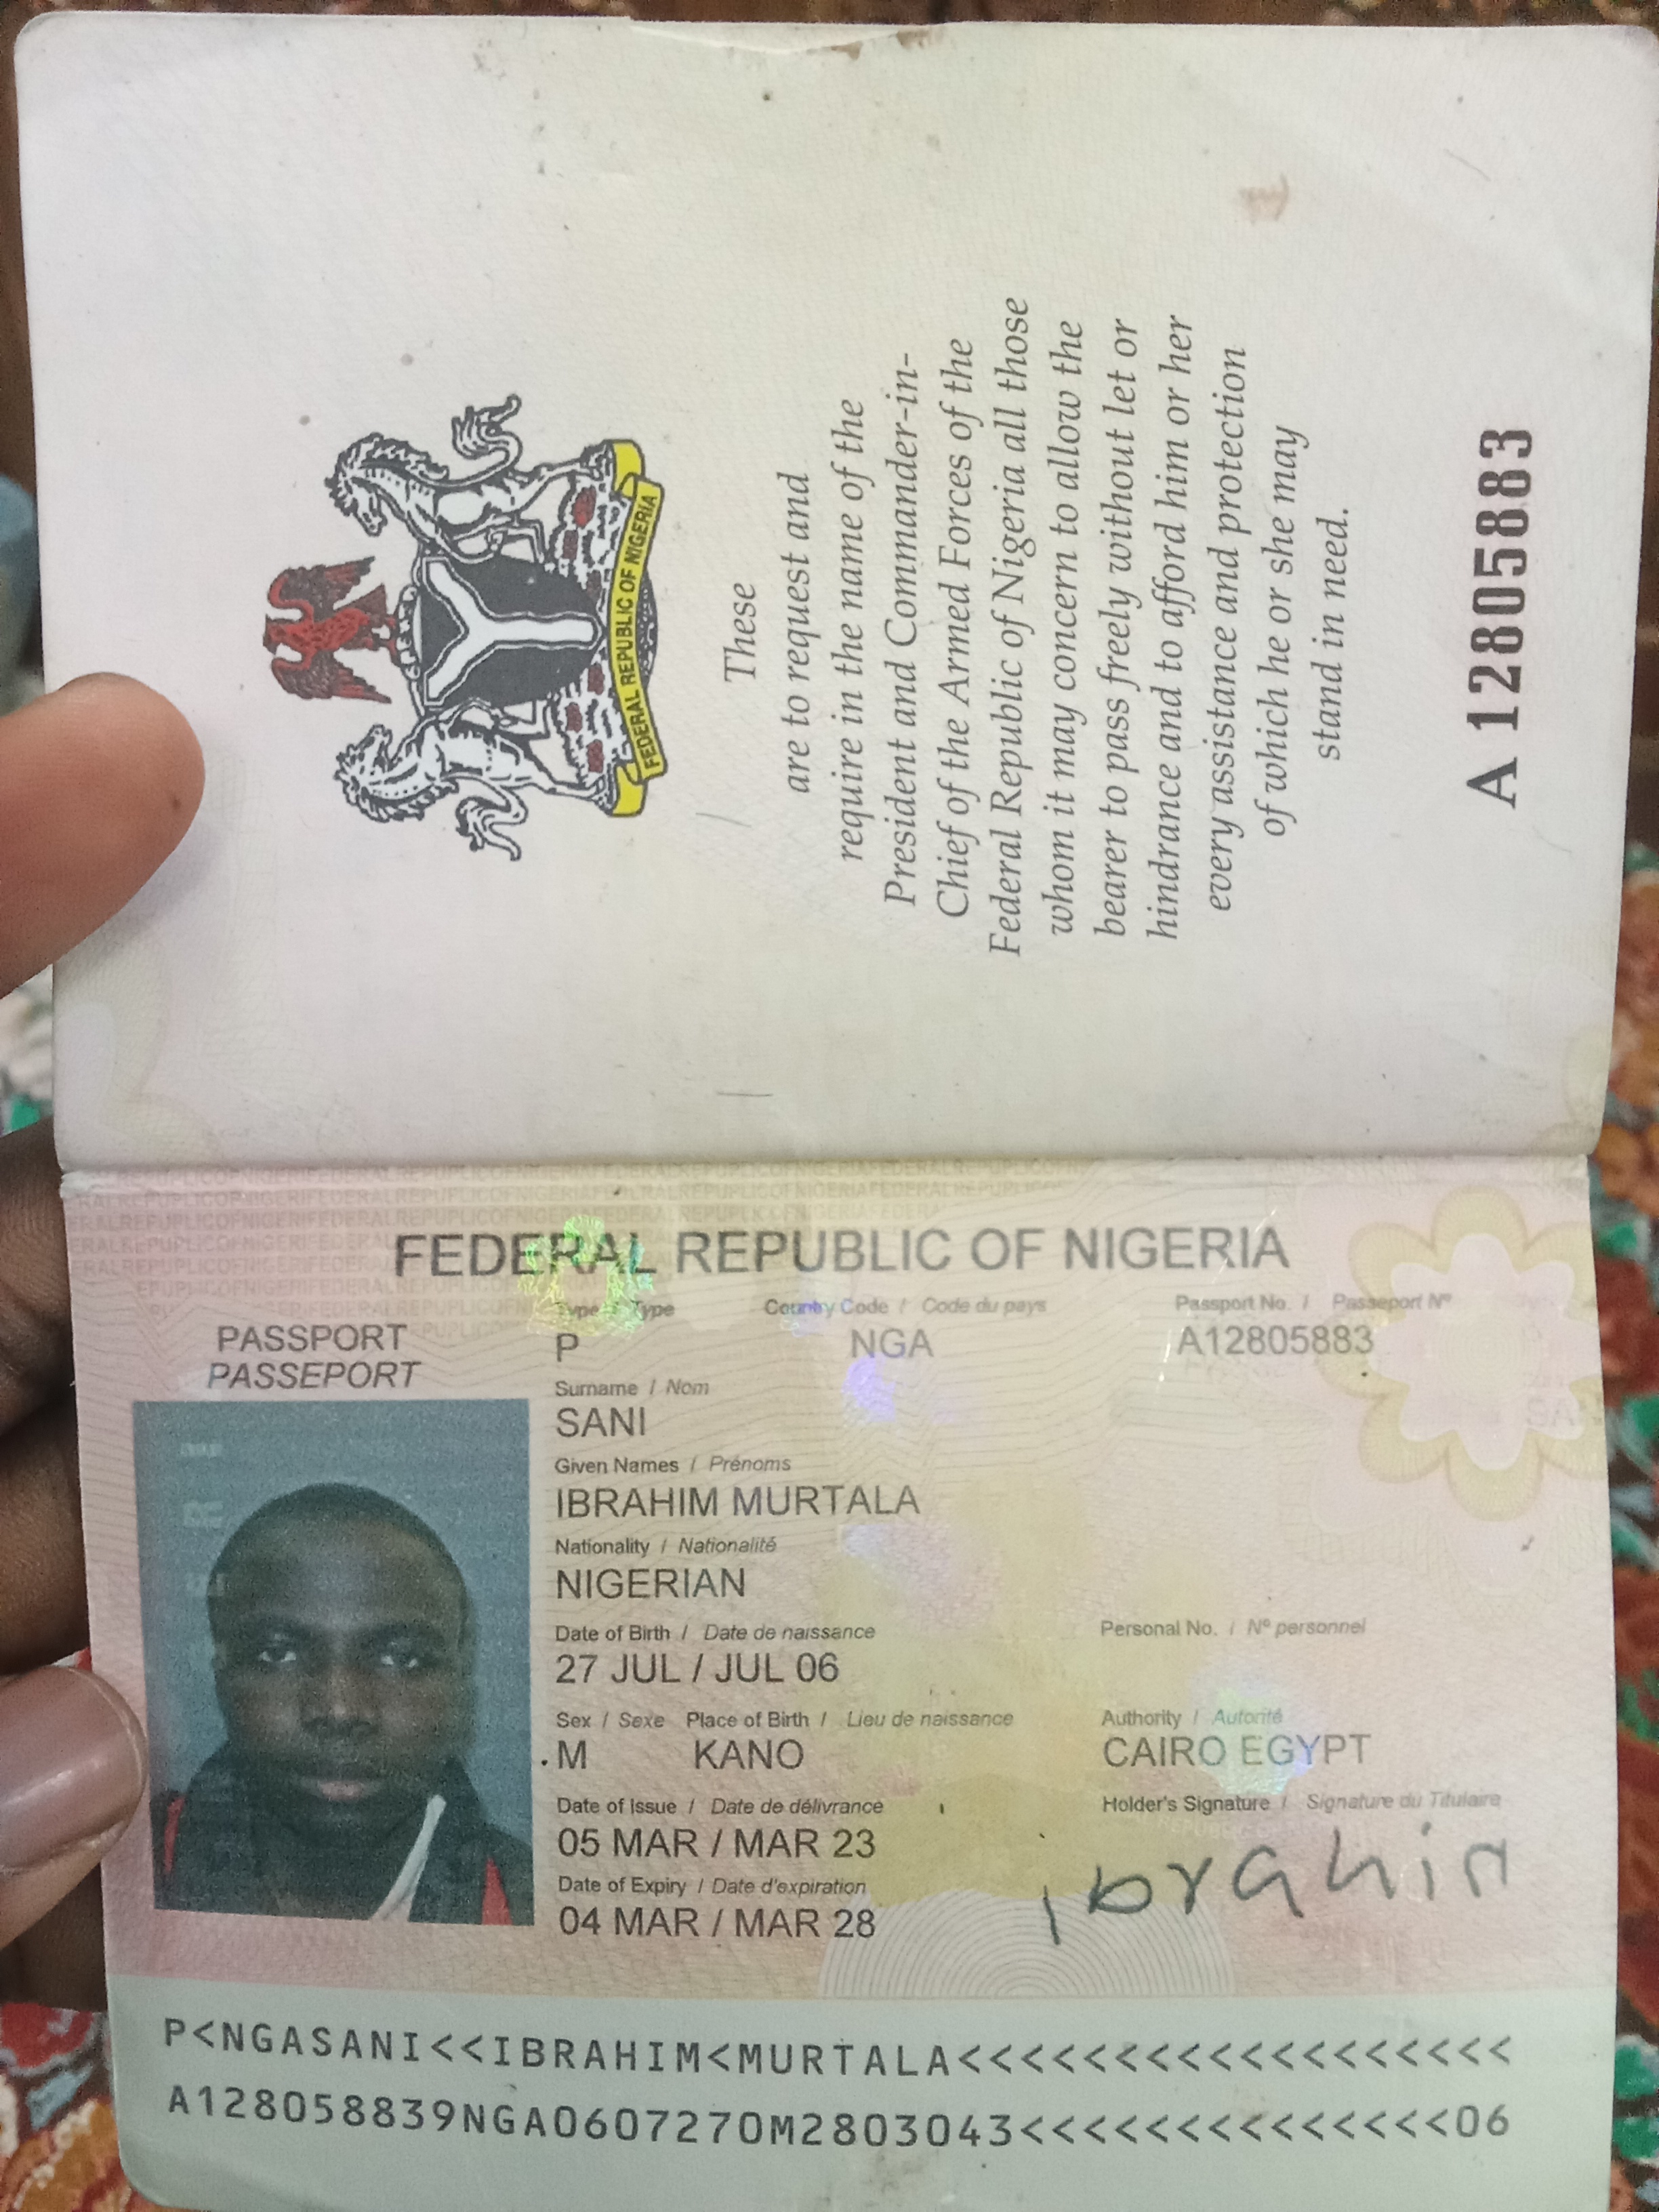 FEDERAL REPUBLIC OF NIGERIA
These
are to request and
require in the name of the
President and Commander-in-
Chief of the Armed Forces of the
Federal Republic of Nigeria all those
whom it may concern to allow the
bearer to pass freely without let or
hindrance and to afford him or her
every assistance and protection
of which he or she may
stand in need.
A12805883
FEDERAL REPUBLIC OF NIGERIA
PASSPORT
PASSEPORT
Type / Type Country Code / Code du pays Passport No. / Passeport Nº
P NGA A12805883
Surname / Nom
SANI
Given Names / Prénoms
IBRAHIM MURTALA
Nationality / Nationalité
NIGERIAN
Date of Birth / Date de naissance Personal No. / Nº personnel
27 JUL / JUL 06
Sex / Sexe Place of Birth / Lieu de naissance Authority / Autorité
M KANO CAIRO EGYPT
Date of Issue / Date de délivrance Holder's Signature / Signature du Titulaire
05 MAR / MAR 23
Date of Expiry / Date d'expiration
04 MAR / MAR 28
P<NGASANI<<IBRAHIM<MURTALA<<<<<<<<<<<<<<<<<<
A128058839NGA0607270M2803043<<<<<<<<<<<<<<06